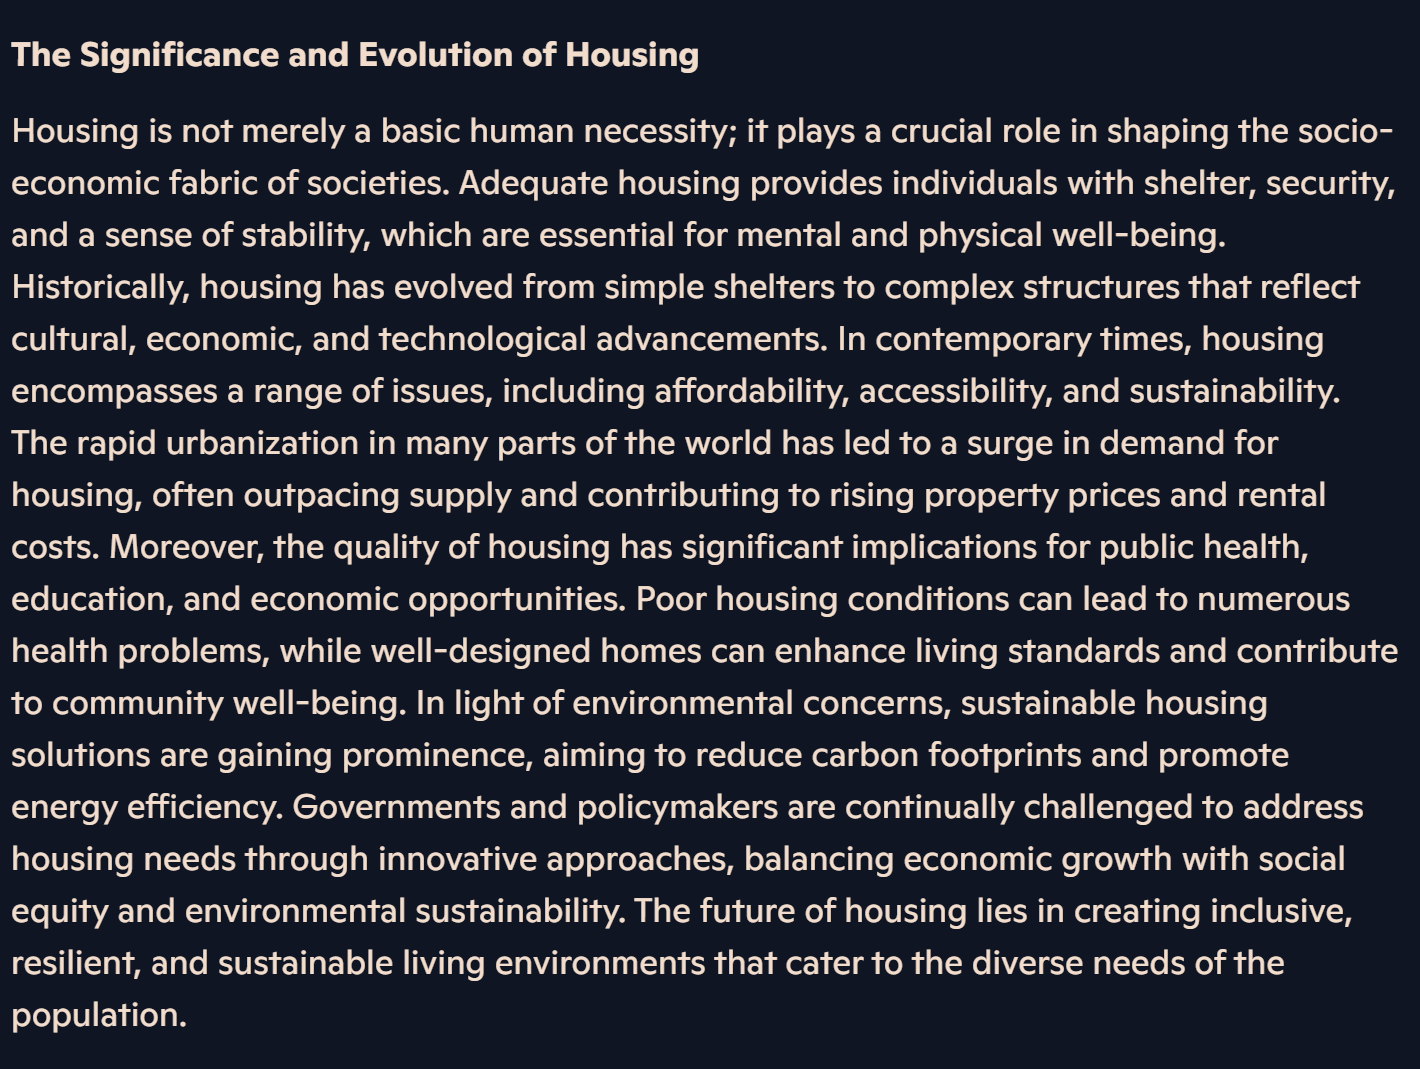 The Significance and Evolution of Housing
Housing is not merely a basic human necessity; it plays a crucial role in shaping the socio-
economic fabric of societies. Adequate housing provides individuals with shelter, security,
and a sense of stability, which are essential for mental and physical well-being.
Historically, housing has evolved from simple shelters to complex structures that reflect
cultural, economic, and technological advancements. In contemporary times, housing
encompasses a range of issues, including affordability, accessibility, and sustainability.
The rapid urbanization in many parts of the world has led to a surge in demand for
housing, often outpacing supply and contributing to rising property prices and rental
costs. Moreover, the quality of housing has significant implications for public health,
education, and economic opportunities. Poor housing conditions can lead to numerous
health problems, while well-designed homes can enhance living standards and contribute
to community well-being. In light of environmental concerns, sustainable housing
solutions are gaining prominence, aiming to reduce carbon footprints and promote
energy efficiency. Governments and policymakers are continually challenged to address
housing needs through innovative approaches, balancing economic growth with social
equity and environmental sustainability. The future of housing lies in creating inclusive,
resilient, and sustainable living environments that cater to the diverse needs of the
population.